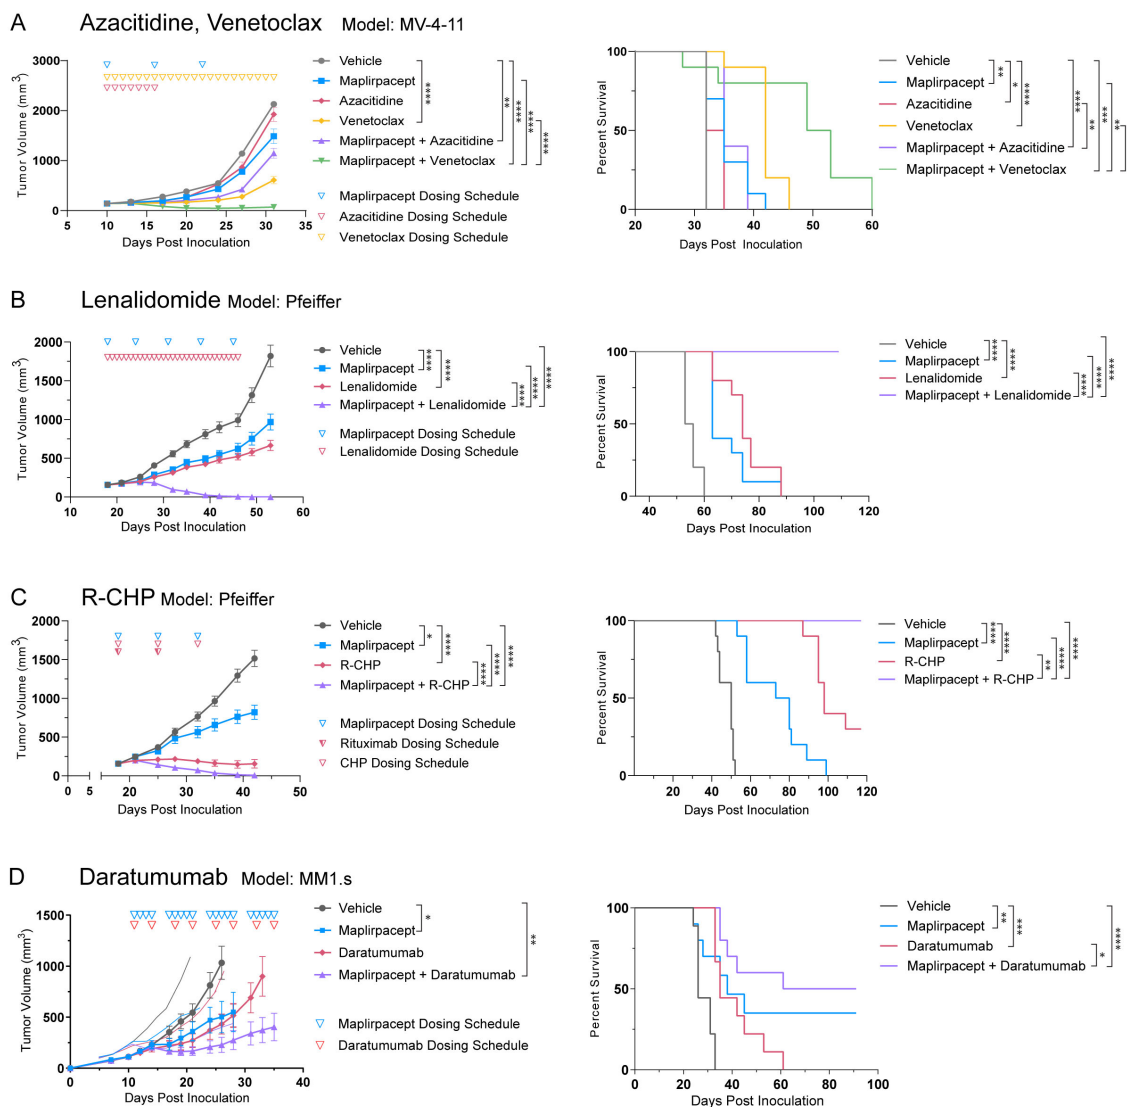 A Azacitidine, Venetoclax Model: MV-4-11
Tumor Volume (mm³)
3000
2000
1000
0
5 10 15 20 25 30 35
Days Post Inoculation
Vehicle
Maplirpacept
Azacitidine
Venetoclax
Maplirpacept + Azacitidine
Maplirpacept + Venetoclax
Maplirpacept Dosing Schedule
Azacitidine Dosing Schedule
Venetoclax Dosing Schedule
**** ** **** **** ****
Percent Survival
100
50
0
20 30 40 50 60
Days Post Inoculation
Vehicle
Maplirpacept
Azacitidine
Venetoclax
Maplirpacept + Azacitidine
Maplirpacept + Venetoclax
** * **** **** ** *** **
B Lenalidomide Model: Pfeiffer
Tumor Volume (mm³)
2000
1500
1000
500
0
10 20 30 40 50 60
Days Post Inoculation
Vehicle
Maplirpacept
Lenalidomide
Maplirpacept + Lenalidomide
Maplirpacept Dosing Schedule
Lenalidomide Dosing Schedule
**** **** **** **** ****
Percent Survival
100
50
0
40 60 80 100 120
Days Post Inoculation
Vehicle
Maplirpacept
Lenalidomide
Maplirpacept + Lenalidomide
**** **** **** **** ****
C R-CHP Model: Pfeiffer
Tumor Volume (mm³)
2000
1500
1000
500
0
0 5 20 30 40 50
Days Post Inoculation
Vehicle
Maplirpacept
R-CHP
Maplirpacept + R-CHP
Maplirpacept Dosing Schedule
Rituximab Dosing Schedule
CHP Dosing Schedule
* **** **** **** ****
Percent Survival
100
50
0
20 40 60 80 100 120
Days Post Inoculation
Vehicle
Maplirpacept
R-CHP
Maplirpacept + R-CHP
**** **** ** **** ****
D Daratumumab Model: MM1.s
Tumor Volume (mm³)
1500
1000
500
0
0 10 20 30 40
Days Post Inoculation
Vehicle
Maplirpacept
Daratumumab
Maplirpacept + Daratumumab
Maplirpacept Dosing Schedule
Daratumumab Dosing Schedule
* **
Percent Survival
100
50
0
0 20 40 60 80 100
Days Post Inoculation
Vehicle
Maplirpacept
Daratumumab
Maplirpacept + Daratumumab
** *** * ****